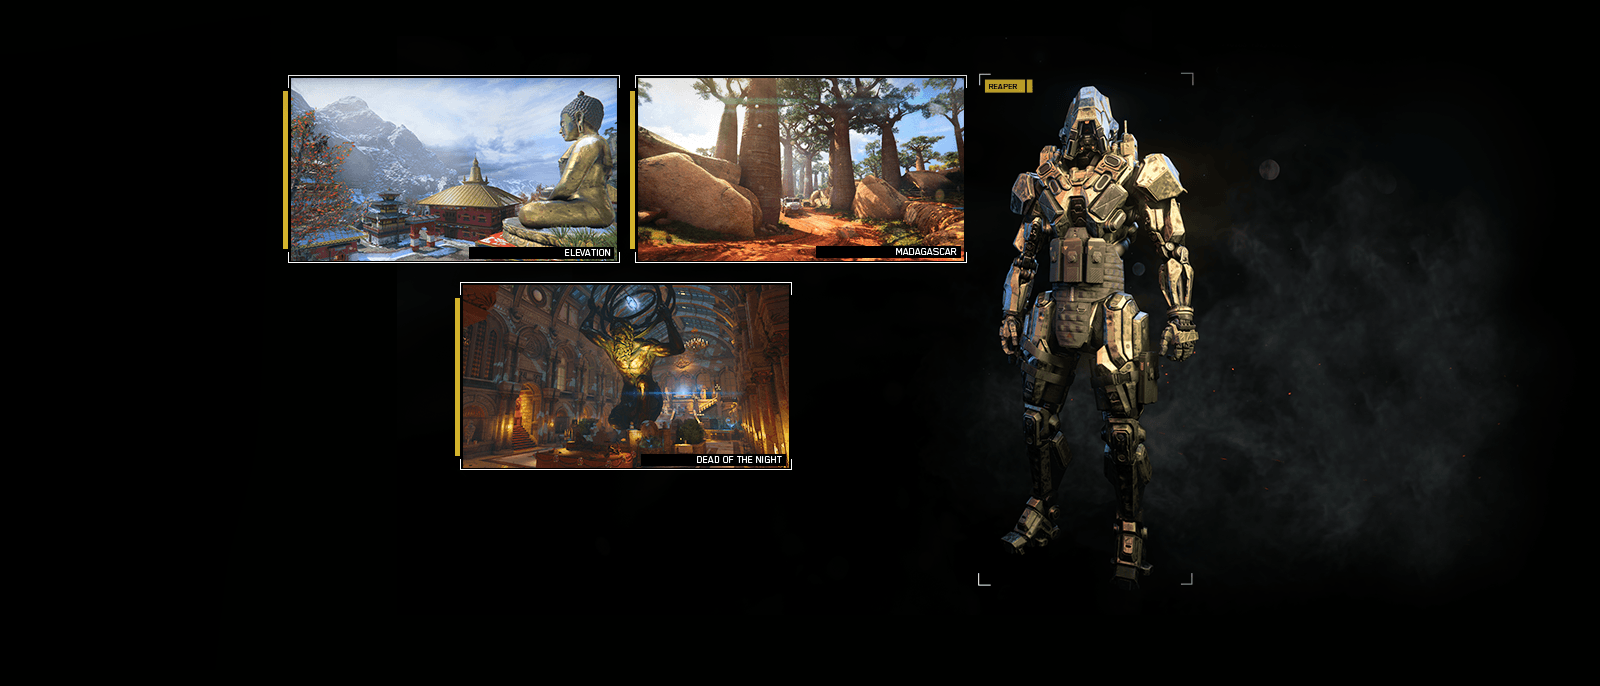 ELEVATION
MADAGASCAR
REAPER
DEAD OF THE NIGHT